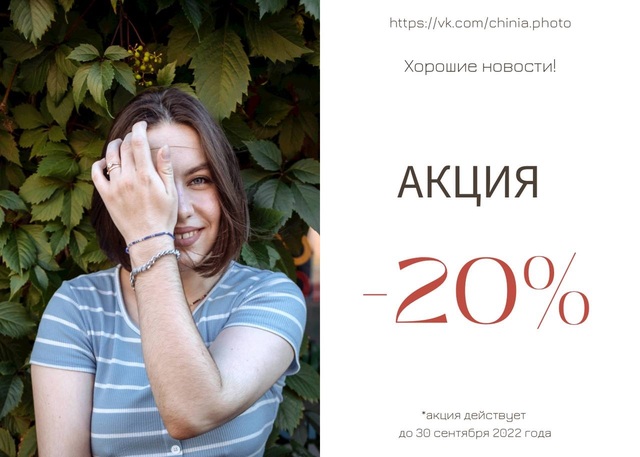 https://vk.com/chinia.photo
Хорошие новости!
АКЦИЯ
-20%
*акция действует
до 30 сентября 2022 года